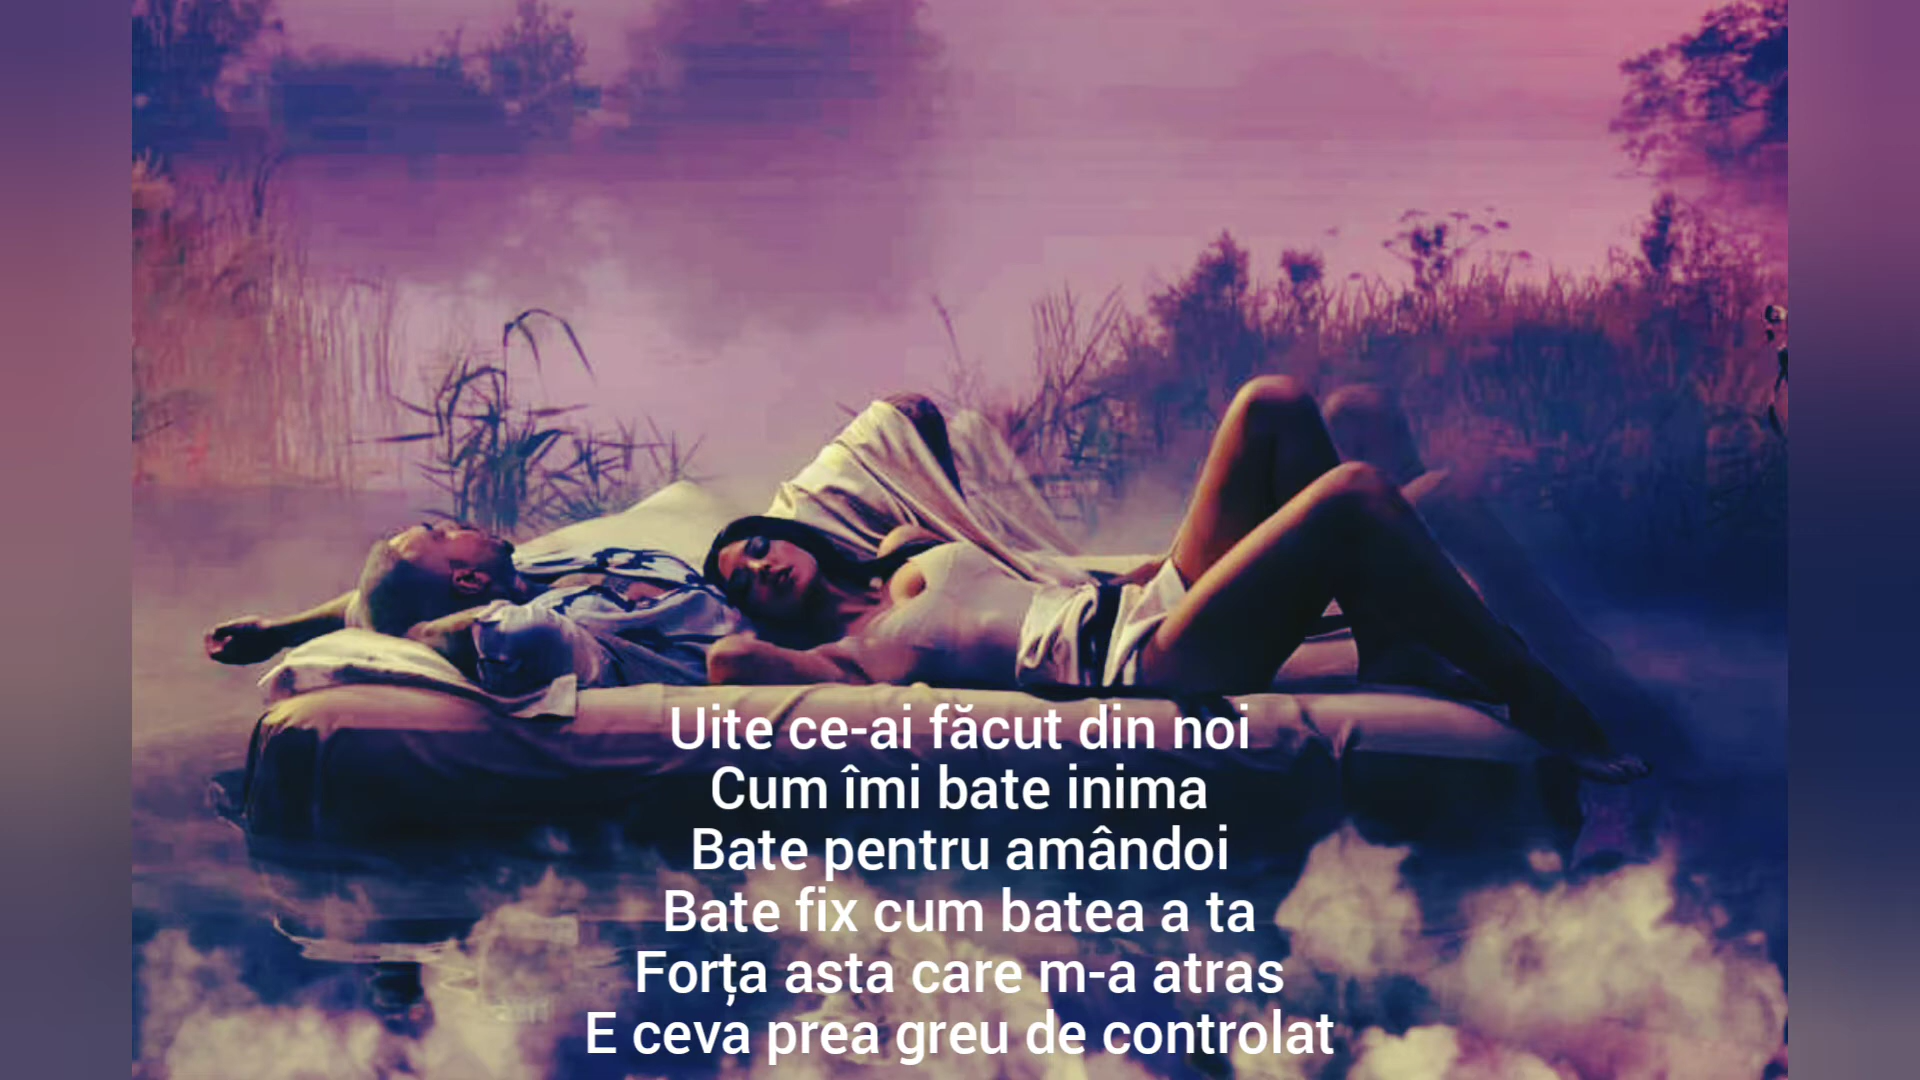 Uite ce-ai făcut din noi
Cum îmi bate inima
Bate pentru amândoi
Bate fix cum batea a ta
Forța asta care m-a atras
E ceva prea greu de controlat